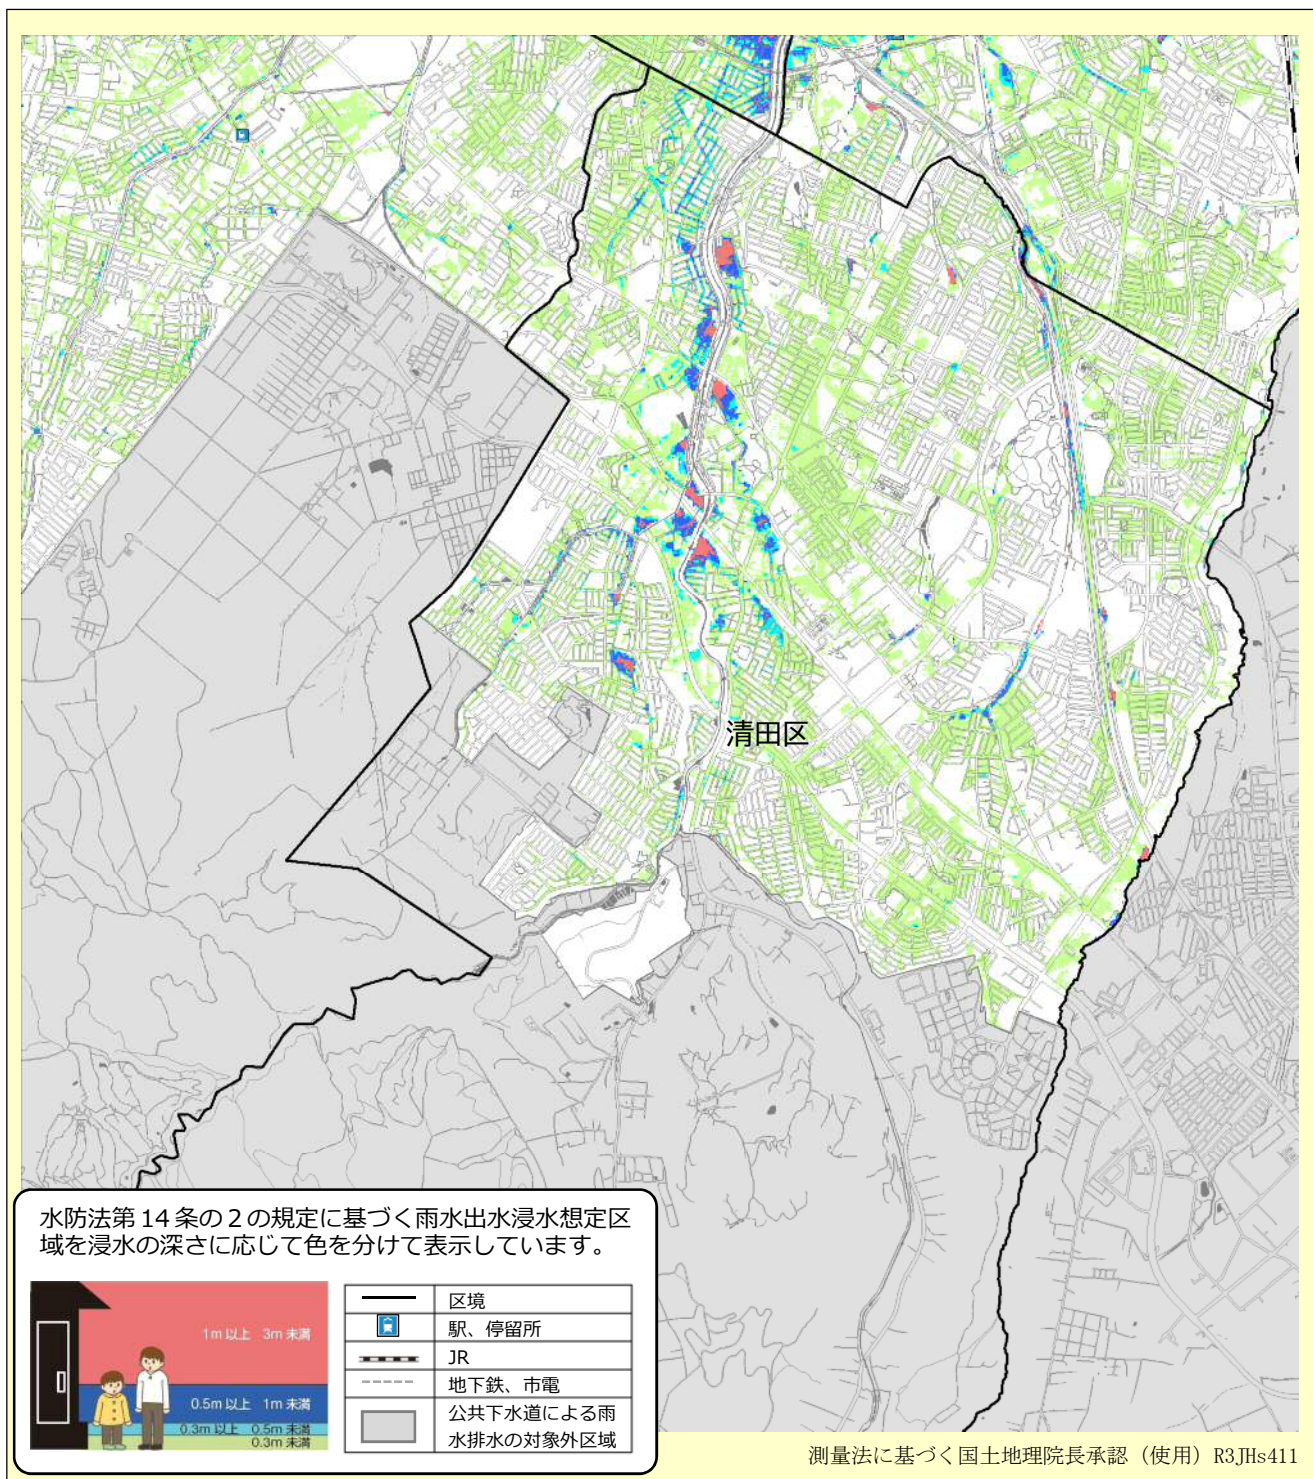 清田区
水防法第14条の2の規定に基づく雨水出水浸水想定区
域を浸水の深さに応じて色を分けて表示しています。
1m以上 3m未満
0.5m以上 1m未満
0.3m以上 0.5m未満
0.3m未満
区境
駅、停留所
JR
地下鉄、市電
公共下水道による雨
水排水の対象外区域
測量法に基づく国土地理院長承認（使用）R3JHs411